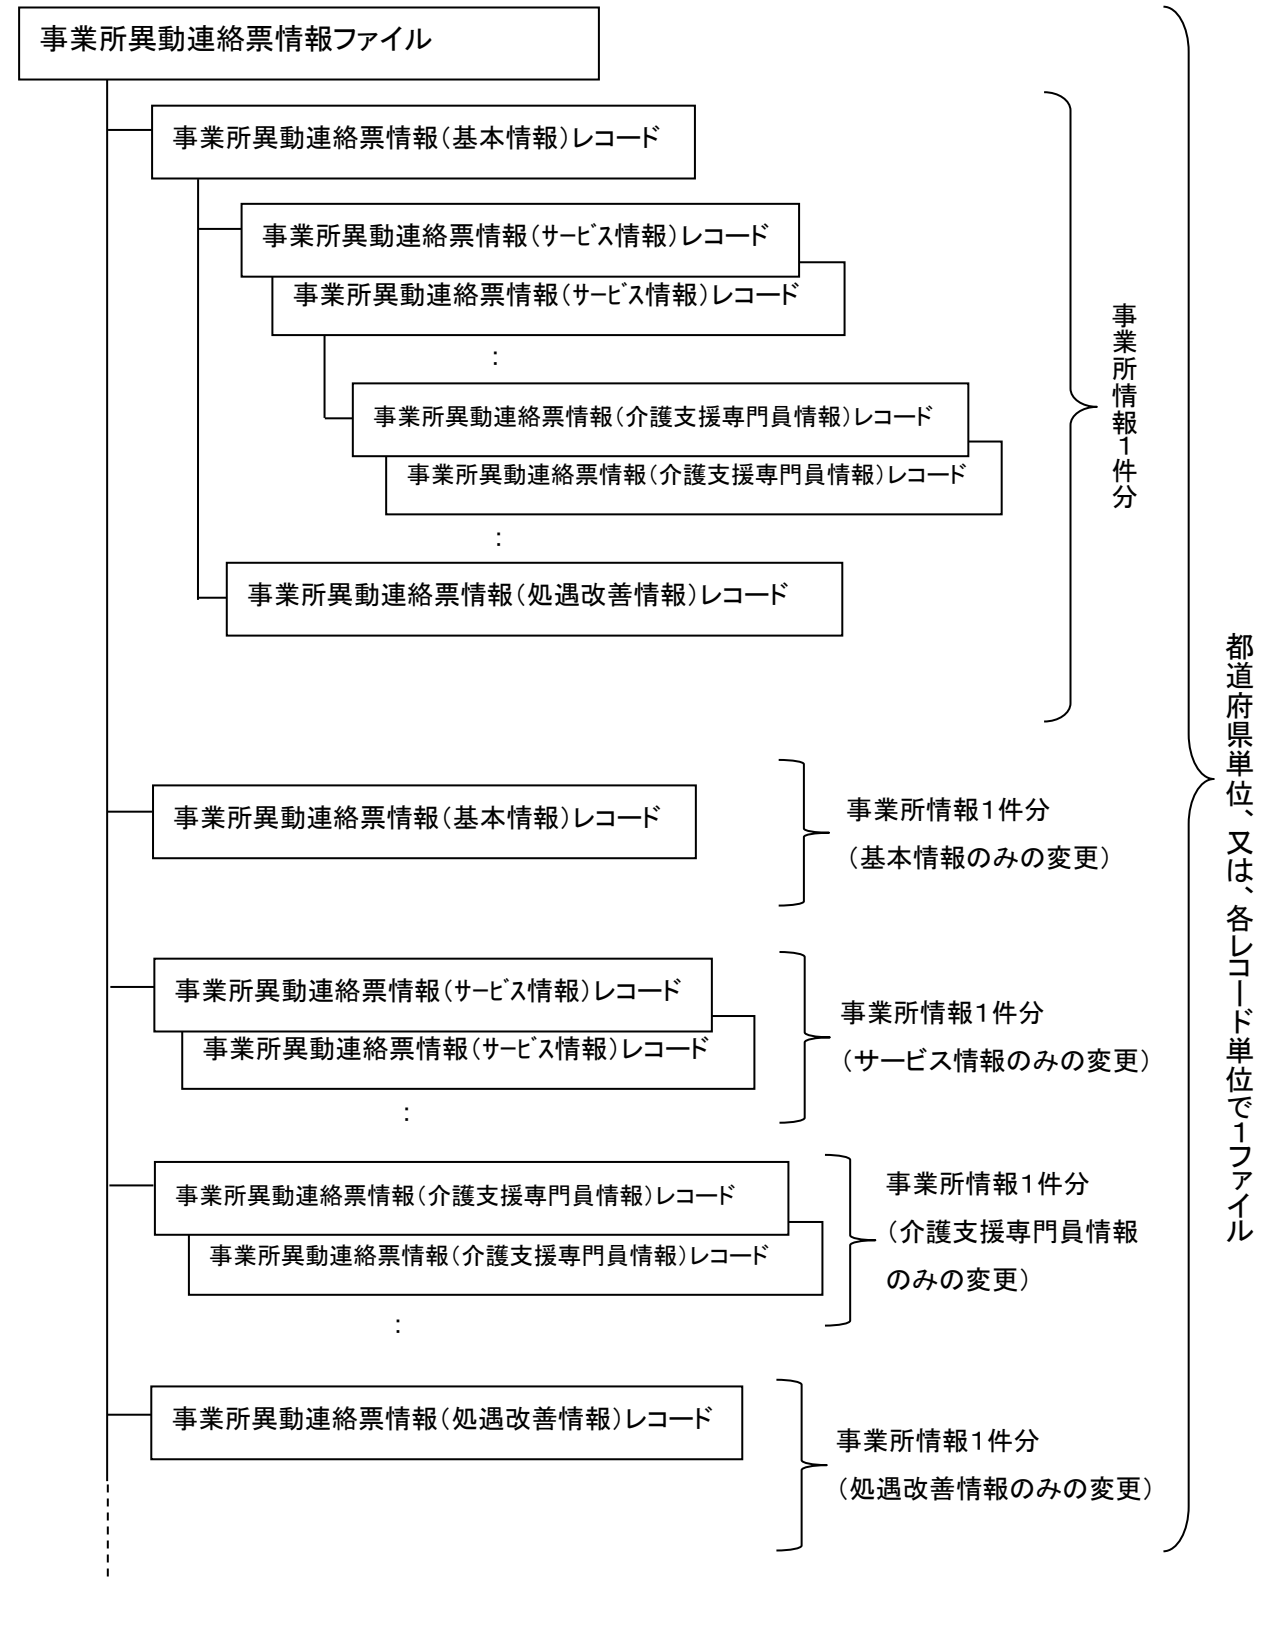 事業所異動連絡票情報ファイル
事業所異動連絡票情報（基本情報）レコード
事業所異動連絡票情報（ｻｰﾋﾞｽ情報）レコード
事業所異動連絡票情報（ｻｰﾋﾞｽ情報）レコード
：
事業所異動連絡票情報（介護支援専門員情報）レコード
事業所異動連絡票情報（介護支援専門員情報）レコード
：
事業所異動連絡票情報（処遇改善情報）レコード
事業所情報１件分
事業所異動連絡票情報（基本情報）レコード
事業所情報１件分
（基本情報のみの変更）
事業所異動連絡票情報（ｻｰﾋﾞｽ情報）レコード
事業所異動連絡票情報（ｻｰﾋﾞｽ情報）レコード
：
事業所情報１件分
（サービス情報のみの変更）
事業所異動連絡票情報（介護支援専門員情報）レコード
事業所異動連絡票情報（介護支援専門員情報）レコード
：
事業所情報１件分
（介護支援専門員情報
のみの変更）
事業所異動連絡票情報（処遇改善情報）レコード
事業所情報１件分
（処遇改善情報のみの変更）
都道府県単位、又は、各レコード単位で１ファイル